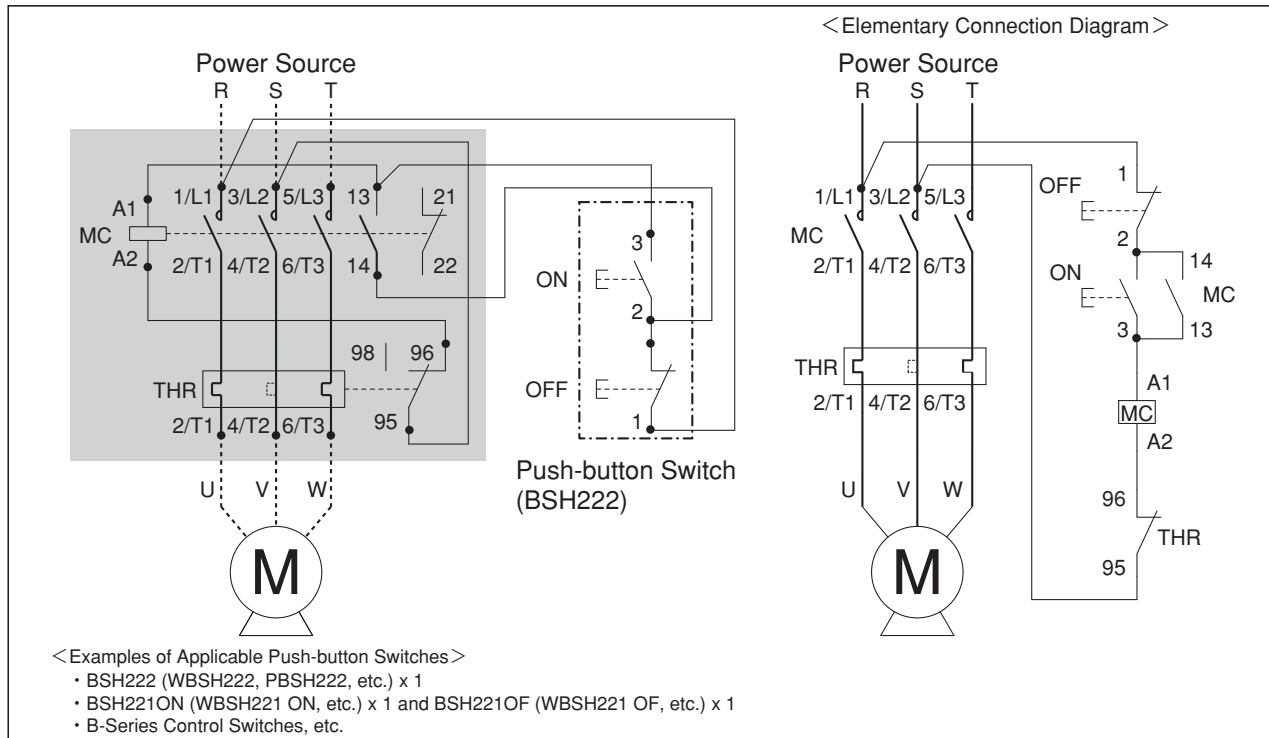 ＜Elementary Connection Diagram＞
Power Source
R S T
1/L1 3/L2 5/L3 13 21
A1
MC
A2
2/T1 4/T2 6/T3 14 22
98 96
THR
2/T1 4/T2 6/T3 95
U V W
M
3
ON
2
OFF
1
Push-button Switch
(BSH222)
Power Source
R S T
1/L1 3/L2 5/L3
MC
2/T1 4/T2 6/T3
THR
2/T1 4/T2 6/T3
U V W
M
1
OFF
2
14
ON
MC
3 13
A1
MC
A2
96
THR
95
＜Examples of Applicable Push-button Switches＞
・BSH222 (WBSH222, PBSH222, etc.) x 1
・BSH221ON (WBSH221 ON, etc.) x 1 and BSH221OF (WBSH221 OF, etc.) x 1
・B-Series Control Switches, etc.